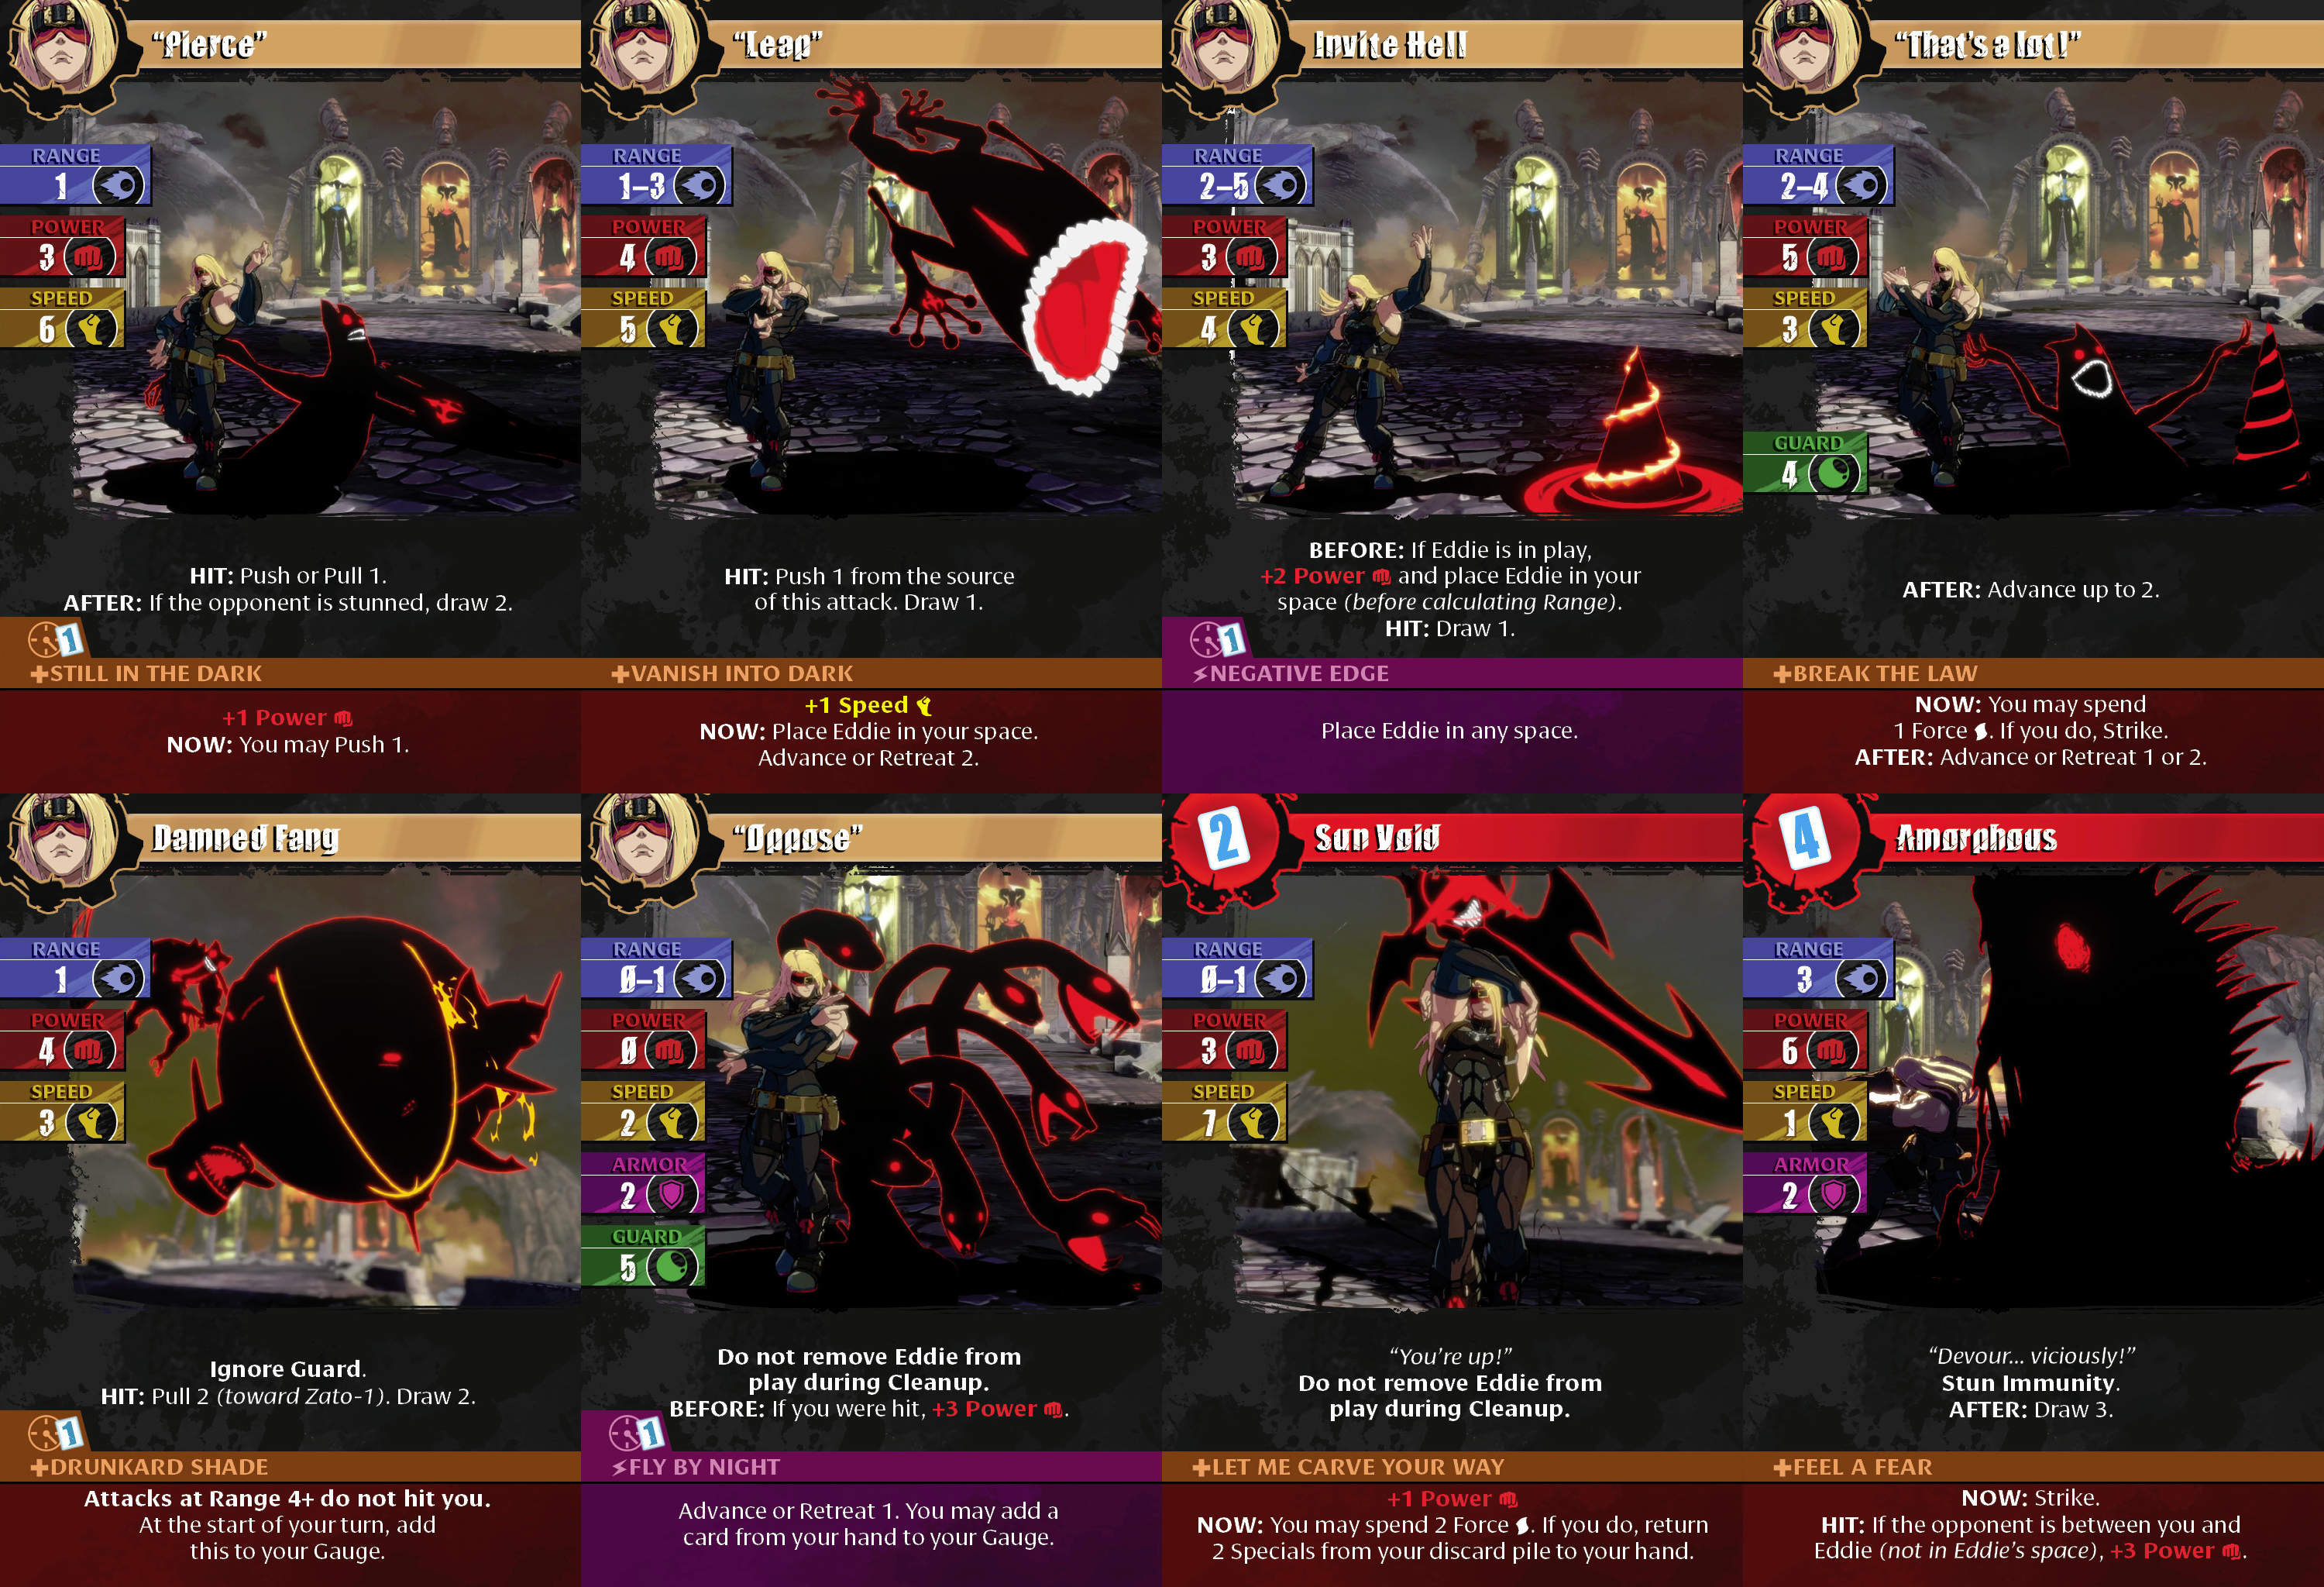 “Pierce”
RANGE
1
POWER
3
SPEED
6
HIT: Push or Pull 1.
AFTER: If the opponent is stunned, draw 2.
1
+STILL IN THE DARK
+1 Power
NOW: You may Push 1.
“Leap”
RANGE
1–3
POWER
4
SPEED
5
HIT: Push 1 from the source
of this attack. Draw 1.
+VANISH INTO DARK
+1 Speed
NOW: Place Eddie in your space.
Advance or Retreat 2.
Invite Hell
RANGE
2–5
POWER
3
SPEED
4
BEFORE: If Eddie is in play,
+2 Power and place Eddie in your
space (before calculating Range).
HIT: Draw 1.
1
NEGATIVE EDGE
Place Eddie in any space.
“That’s a lot!”
RANGE
2–4
POWER
5
SPEED
3
GUARD
4
AFTER: Advance up to 2.
+BREAK THE LAW
NOW: You may spend
1 Force . If you do, Strike.
AFTER: Advance or Retreat 1 or 2.
Damned Fang
RANGE
1
POWER
4
SPEED
3
Ignore Guard.
HIT: Pull 2 (toward Zato-1). Draw 2.
1
+DRUNKARD SHADE
Attacks at Range 4+ do not hit you.
At the start of your turn, add
this to your Gauge.
“Oppose”
RANGE
0–1
POWER
0
SPEED
2
ARMOR
2
GUARD
5
Do not remove Eddie from
play during Cleanup.
BEFORE: If you were hit, +3 Power .
1
FLY BY NIGHT
Advance or Retreat 1. You may add a
card from your hand to your Gauge.
2
Sun Void
RANGE
0–1
POWER
3
SPEED
7
“You’re up!”
Do not remove Eddie from
play during Cleanup.
+LET ME CARVE YOUR WAY
+1 Power
NOW: You may spend 2 Force . If you do, return
2 Specials from your discard pile to your hand.
4
Amorphous
RANGE
3
POWER
6
SPEED
1
ARMOR
2
“Devour... viciously!”
Stun Immunity.
AFTER: Draw 3.
+FEEL A FEAR
NOW: Strike.
HIT: If the opponent is between you and
Eddie (not in Eddie’s space), +3 Power .